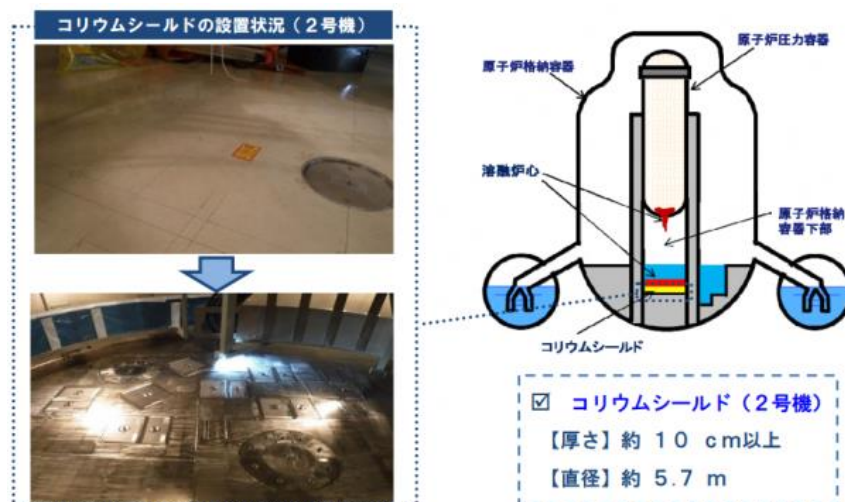 コリウムシールドの設置状況(2号機)
原子炉格納容器
原子炉圧力容器
溶融炉心
原子炉格納
容器下部
コリウムシールド
☑ コリウムシールド(2号機)
【厚さ】約 10 cm以上
【直径】約 5.7 m